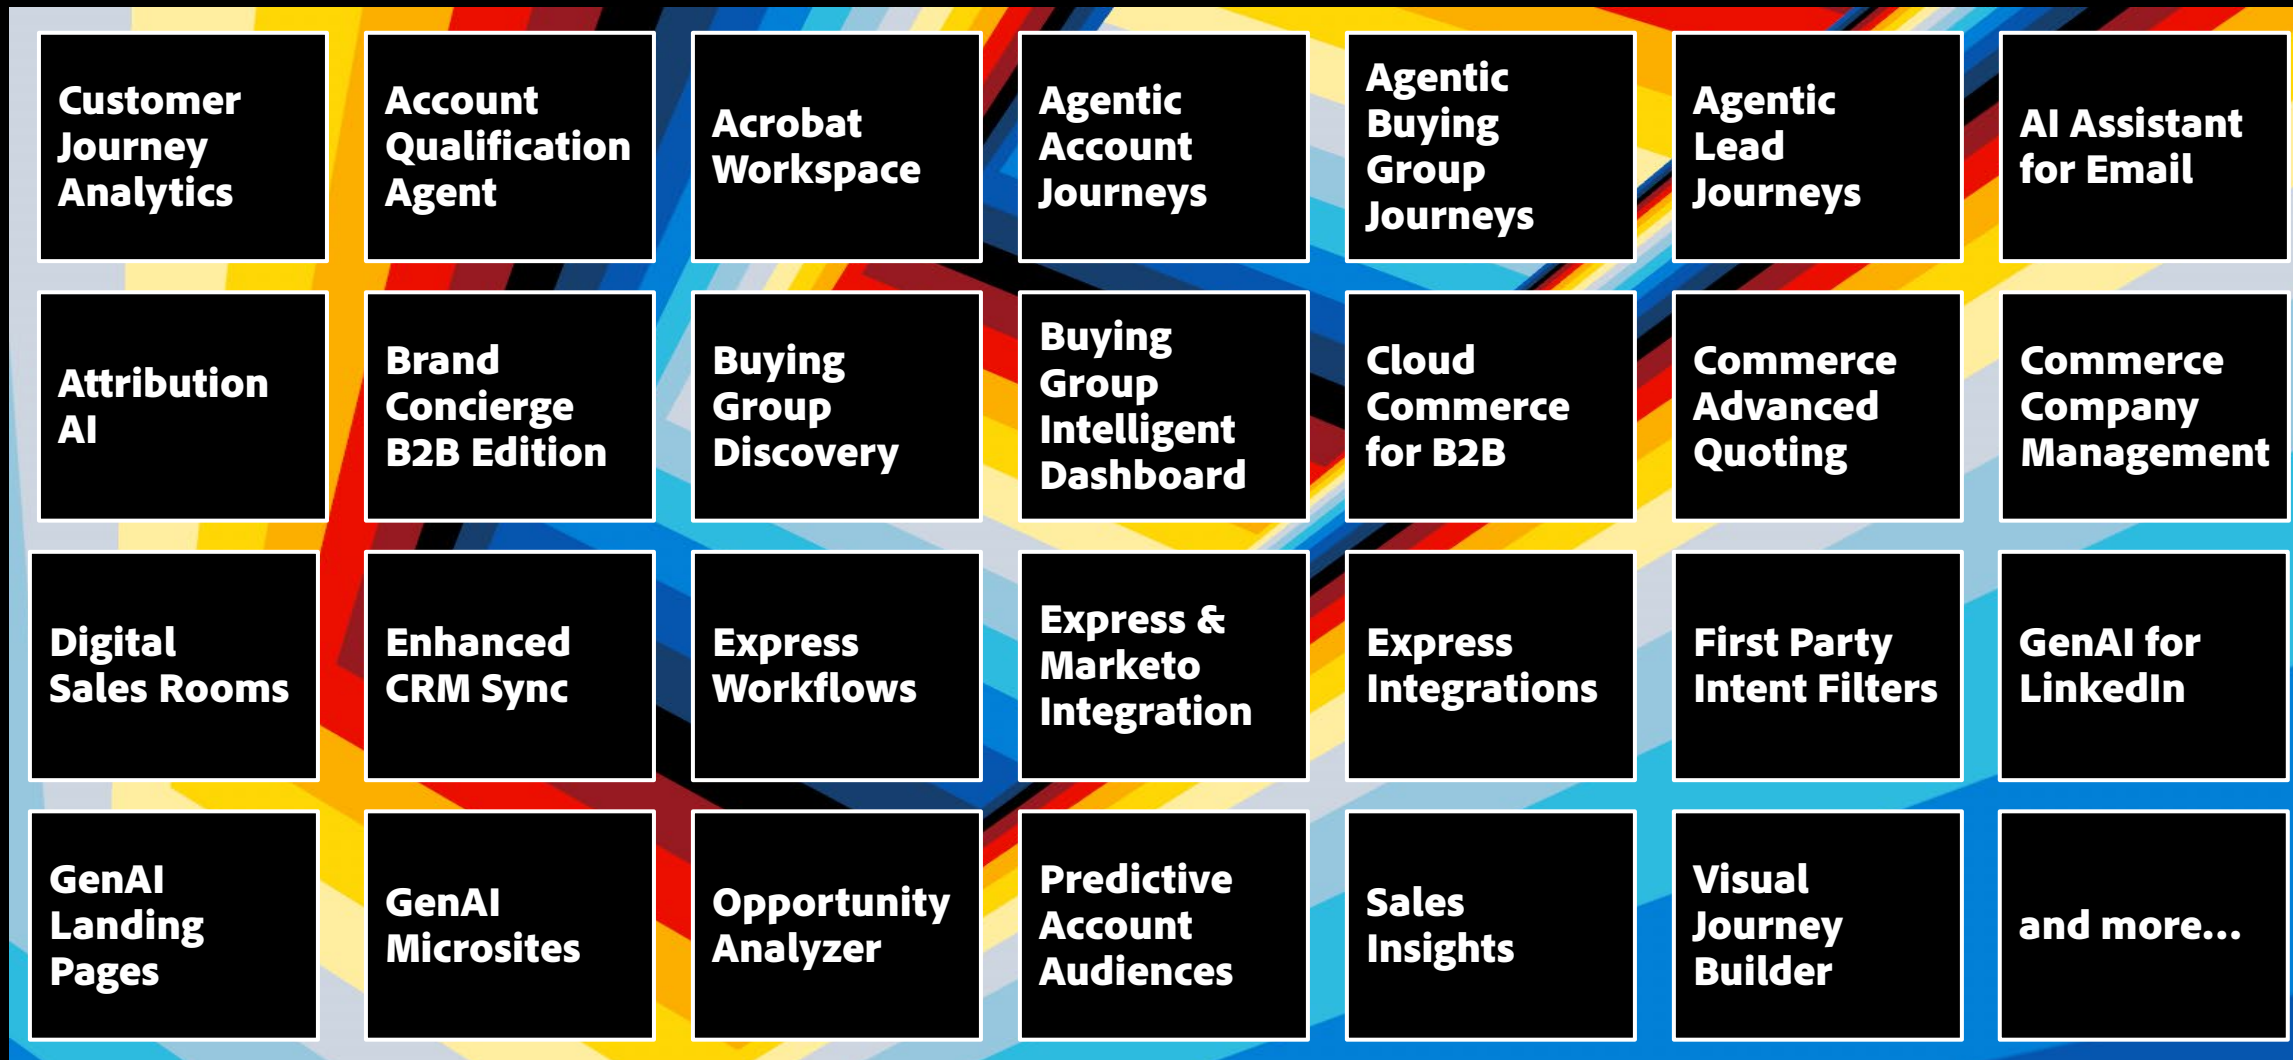 Customer
Journey
Analytics
Account
Qualification
Agent
Acrobat
Workspace
Agentic
Account
Journeys
Agentic
Buying
Group
Journeys
Agentic
Lead
Journeys
AI Assistant
for Email
Attribution
AI
Brand
Concierge
B2B Edition
Buying
Group
Discovery
Buying
Group
Intelligent
Dashboard
Cloud
Commerce
for B2B
Commerce
Advanced
Quoting
Commerce
Company
Management
Digital
Sales Rooms
Enhanced
CRM Sync
Express
Workflows
Express &
Marketo
Integration
Express
Integrations
First Party
Intent Filters
GenAI for
LinkedIn
GenAI
Landing
Pages
GenAI
Microsites
Opportunity
Analyzer
Predictive
Account
Audiences
Sales
Insights
Visual
Journey
Builder
and more...